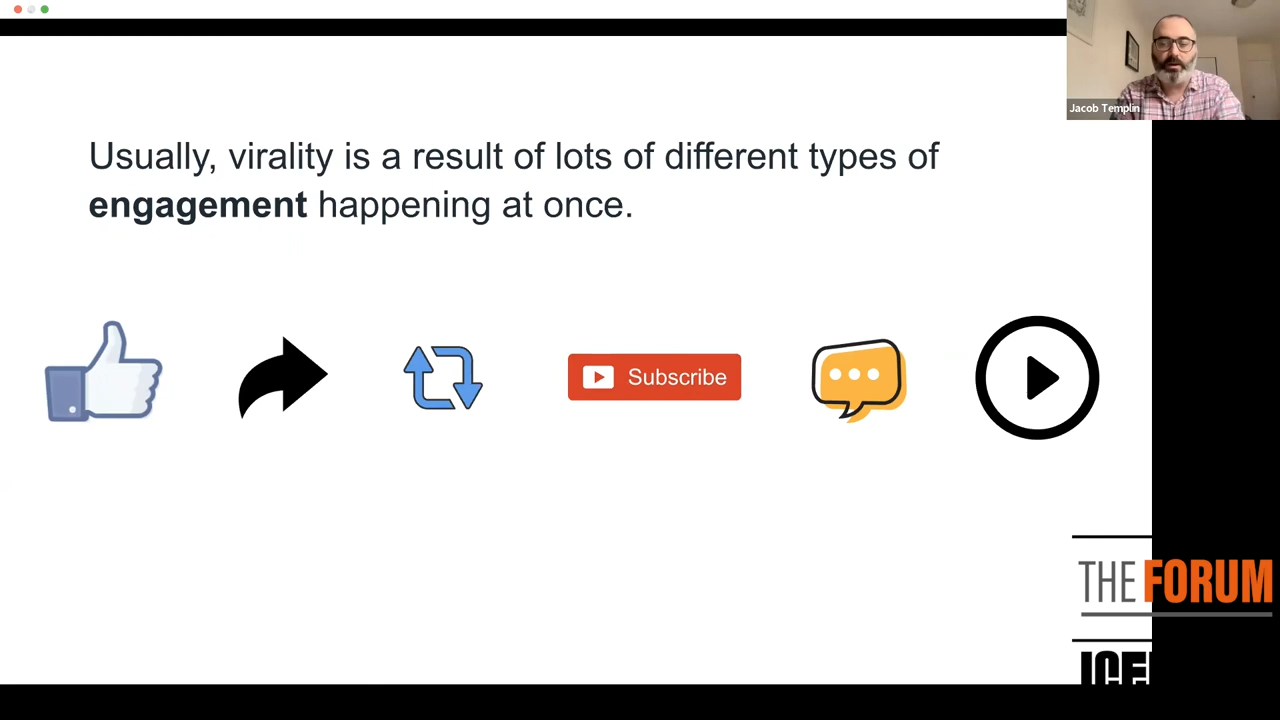 Jacob Templin
Usually, virality is a result of lots of different types of
engagement happening at once.
Subscribe
THE FORUM